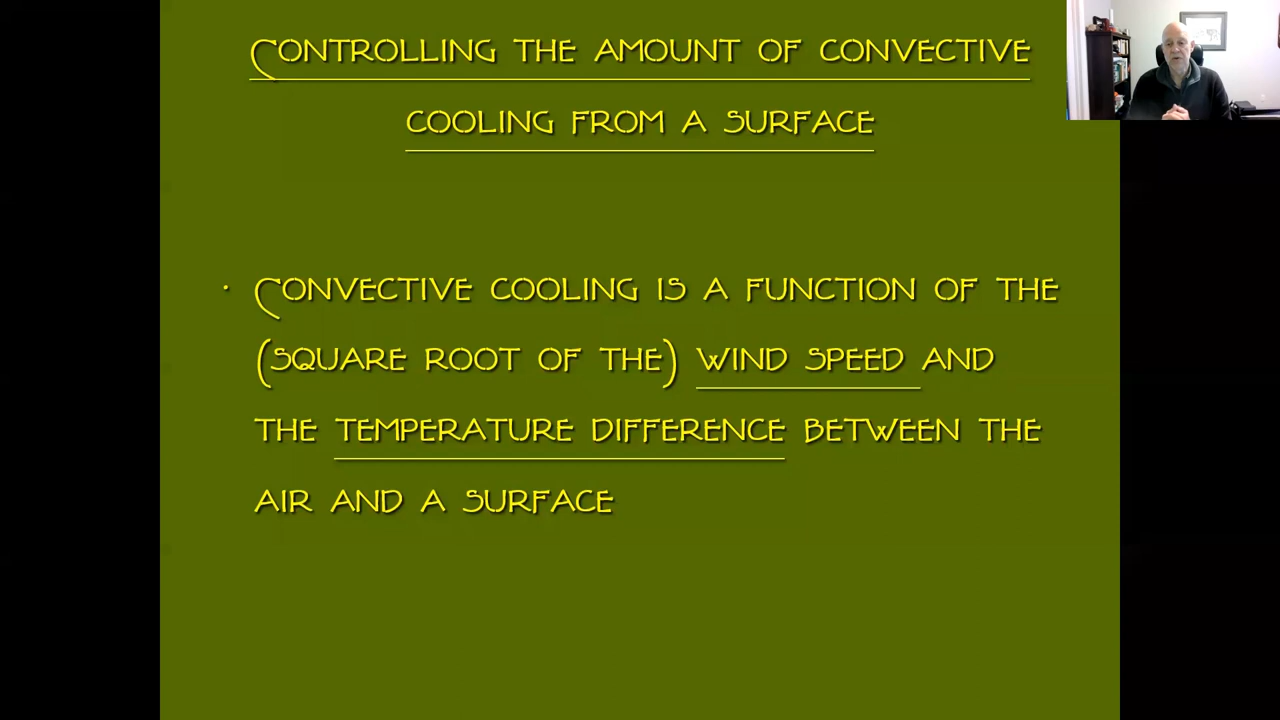 Controlling the amount of convective
cooling from a surface
• Convective cooling is a function of the
(square root of the) wind speed and
the temperature difference between the
air and a surface